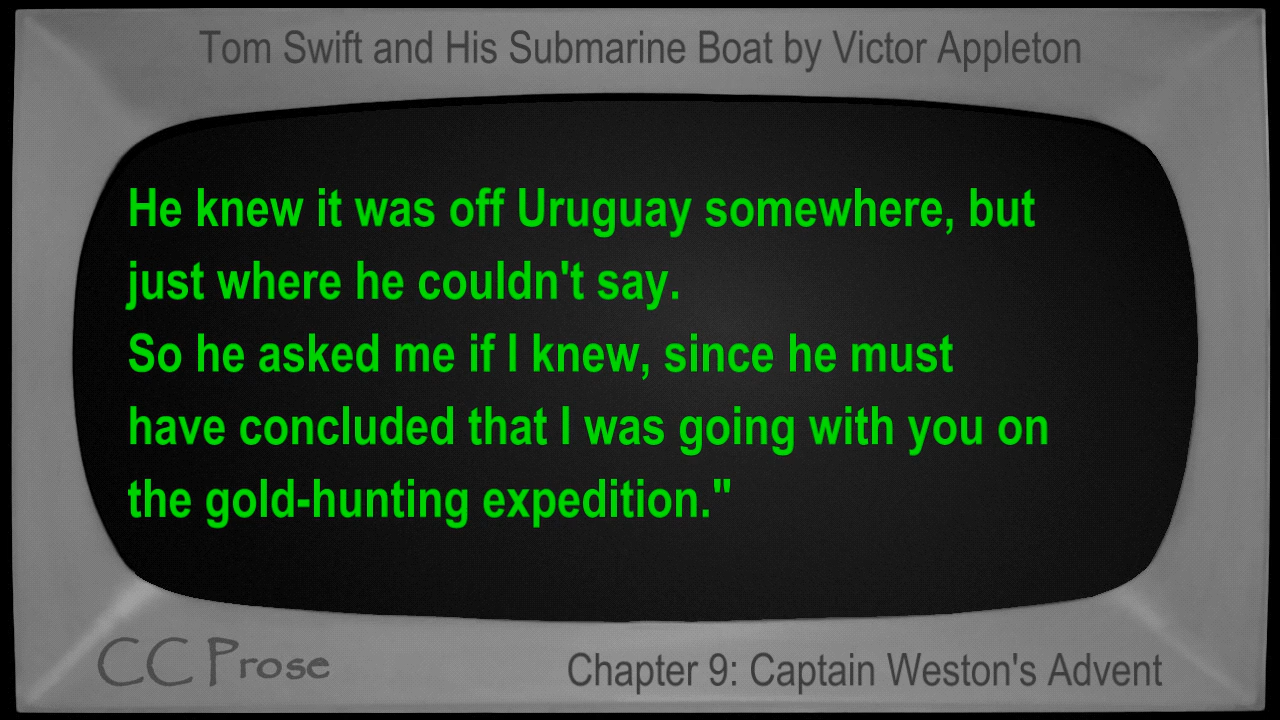 Tom Swift and His Submarine Boat by Victor Appleton
He knew it was off Uruguay somewhere, but
just where he couldn't say.
So he asked me if I knew, since he must
have concluded that I was going with you on
the gold-hunting expedition."
CC Prose
Chapter 9: Captain Weston's Advent